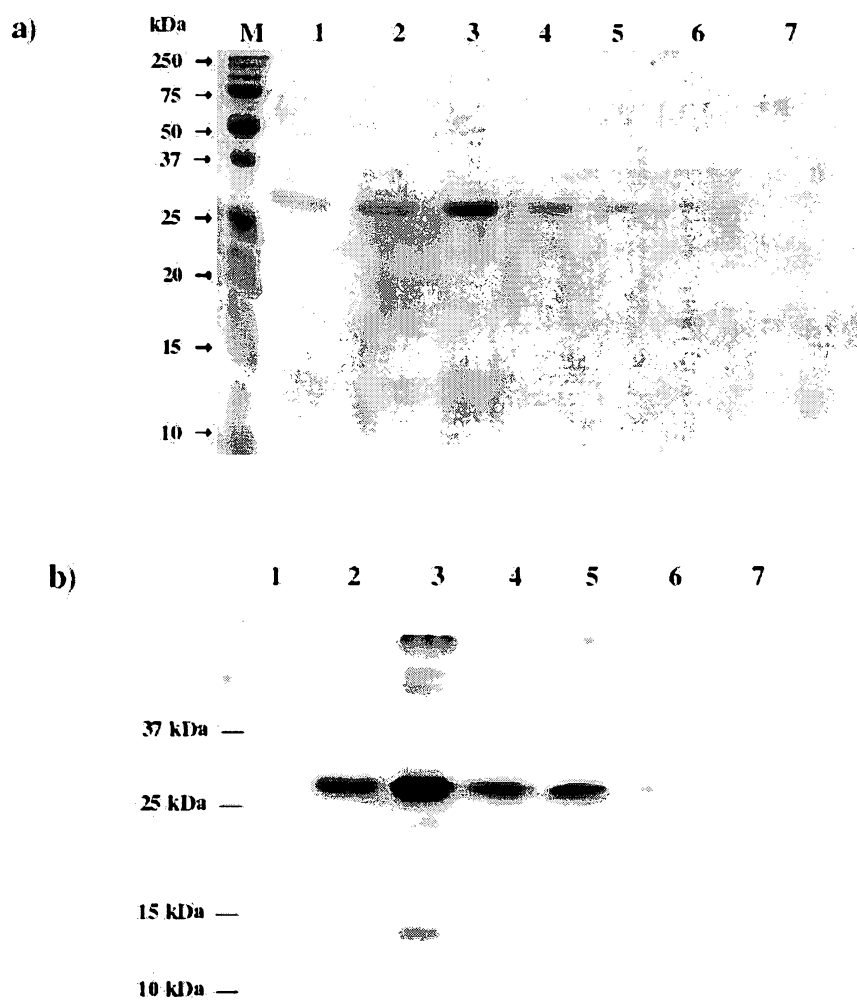 a)
kDa M 1 2 3 4 5 6 7
250 →
75 →
50 →
37 →
25 →
20 →
15 →
10 →
b)
1 2 3 4 5 6 7
37 kDa —
25 kDa —
15 kDa —
10 kDa —